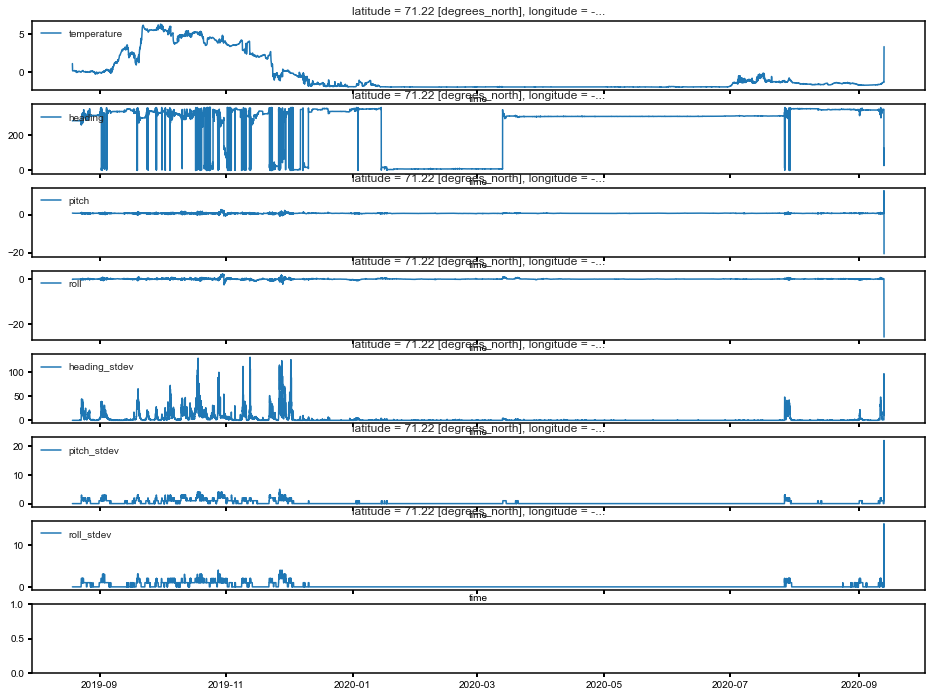 latitude = 71.22 [degrees_north], longitude = -...
5
0
temperature
time
latitude = 71.22 [degrees_north], longitude = -...
200
0
heading
time
latitude = 71.22 [degrees_north], longitude = -...
0
−20
pitch
time
latitude = 71.22 [degrees_north], longitude = -...
0
−20
roll
time
latitude = 71.22 [degrees_north], longitude = -...
100
50
0
heading_stdev
time
latitude = 71.22 [degrees_north], longitude = -...
20
10
0
pitch_stdev
time
latitude = 71.22 [degrees_north], longitude = -...
10
0
roll_stdev
time
1.0
0.5
0.0
2019-09 2019-11 2020-01 2020-03 2020-05 2020-07 2020-09